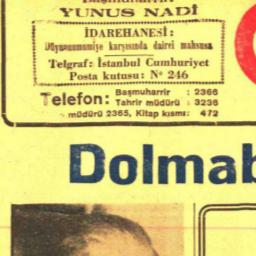 Başmuharriri:
YUNUS NADİ
İDAREHANESİ:
Düyunuumumiye karşısında dairei mahsusa
Telgraf: İstanbul Cumhuriyet
Posta kutusu: Nº 246
Telefon: Başmuharrir : 2366
Tahrir müdürü : 3236
müdürü 2365, Kitap kısmı: 472
Dolmab